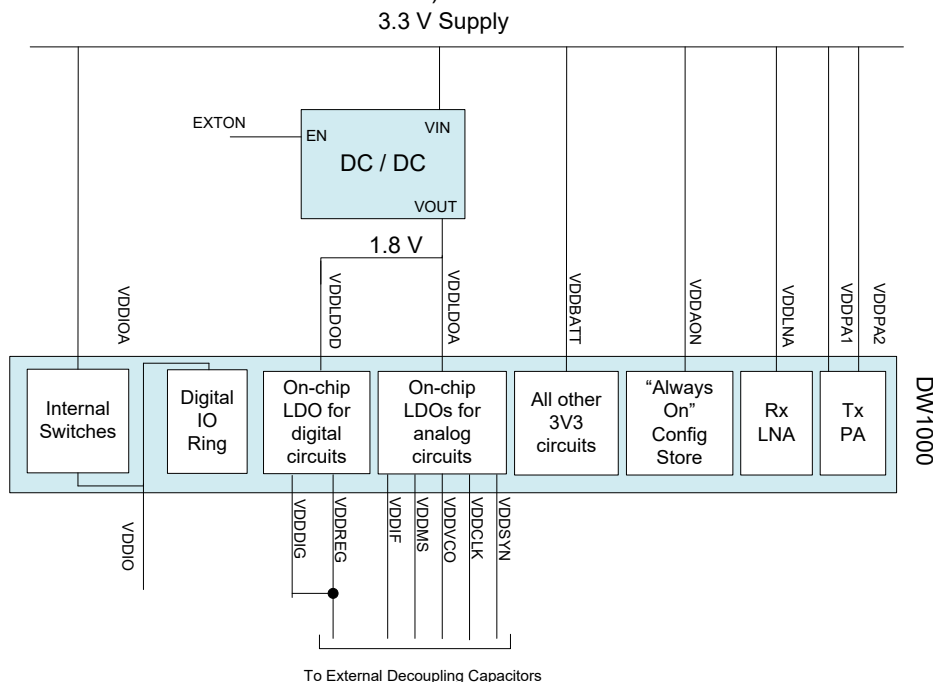 3.3 V Supply
EXTON
EN
VIN
DC / DC
VOUT
1.8 V
VDDIOA
VDDLDOD
VDDLDOA
VDDBATT
VDDAON
VDDLNA
VDDPA1
VDDPA2
Internal
Switches
Digital
IO
Ring
On-chip
LDO for
digital
circuits
On-chip
LDOs for
analog
circuits
All other
3V3
circuits
“Always
On”
Config
Store
Rx
LNA
Tx
PA
DW1000
VDDIO
VDDDIG
VDDREG
VDDIF
VDDMS
VDDVCO
VDDCLK
VDDSYN
To External Decoupling Capacitors